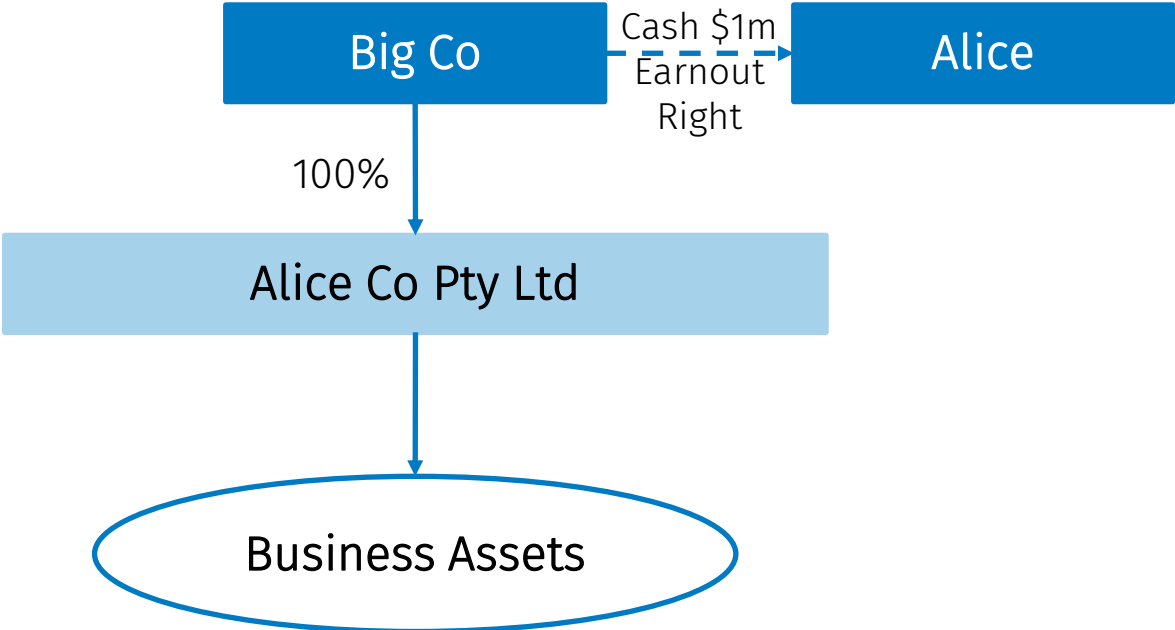 Big Co
Cash $1m
Earnout
Right
Alice
100%
Alice Co Pty Ltd
Business Assets